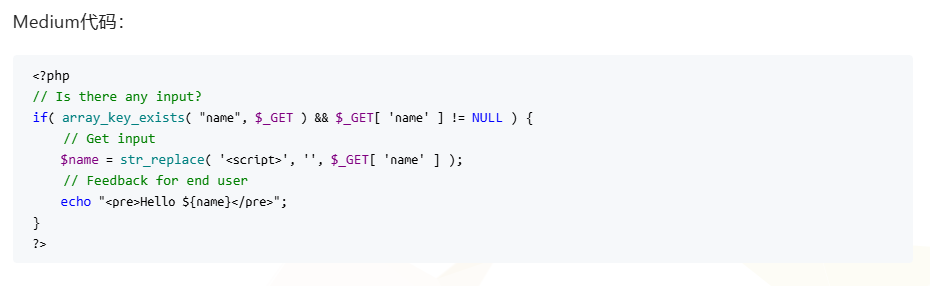 Medium代码：
<?php
// Is there any input?
if( array_key_exists( "name", $_GET ) && $_GET[ 'name' ] != NULL ) {
    // Get input
    $name = str_replace( '<script>', '', $_GET[ 'name' ] );
    // Feedback for end user
    echo "<pre>Hello ${name}</pre>";
}
?>